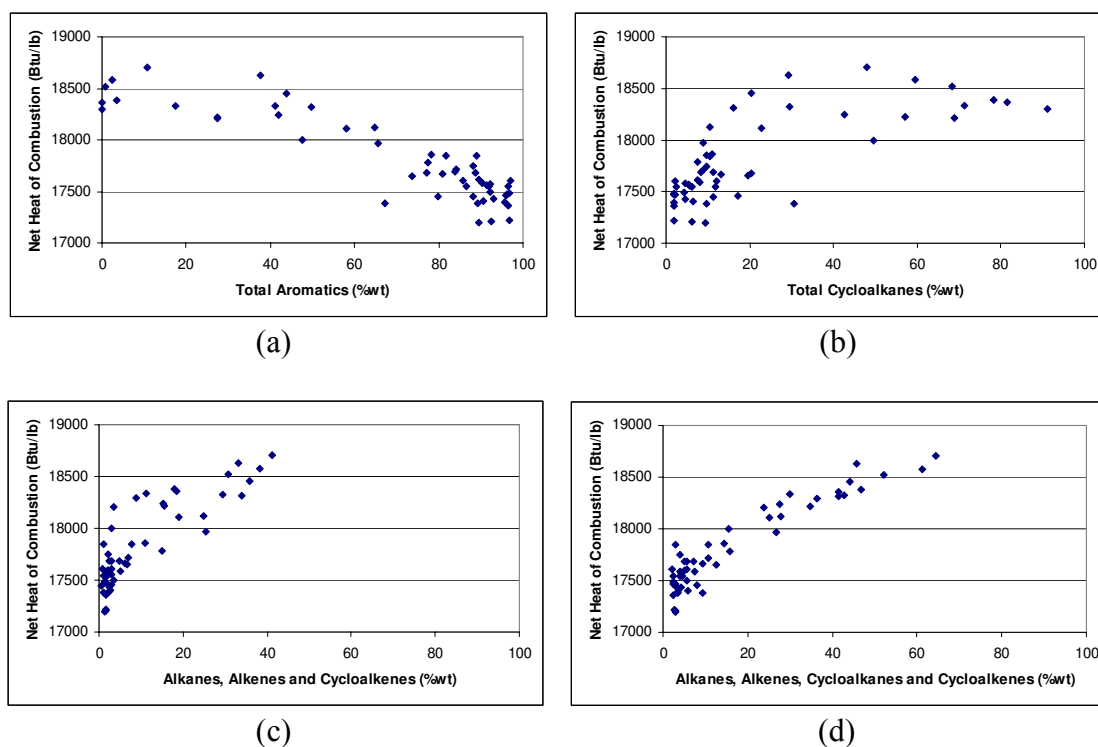 19000
18500
18000
17500
17000
Net Heat of Combustion (Btu/lb)
0 20 40 60 80 100
Total Aromatics (%wt)
(a)
19000
18500
18000
17500
17000
Net Heat of Combustion (Btu/lb)
0 20 40 60 80 100
Total Cycloalkanes (%wt)
(b)
19000
18500
18000
17500
17000
Net Heat of Combustion (Btu/lb)
0 20 40 60 80 100
Alkanes, Alkenes and Cycloalkenes (%wt)
(c)
19000
18500
18000
17500
17000
Net Heat of Combustion (Btu/lb)
0 20 40 60 80 100
Alkanes, Alkenes, Cycloalkanes and Cycloalkenes (%wt)
(d)